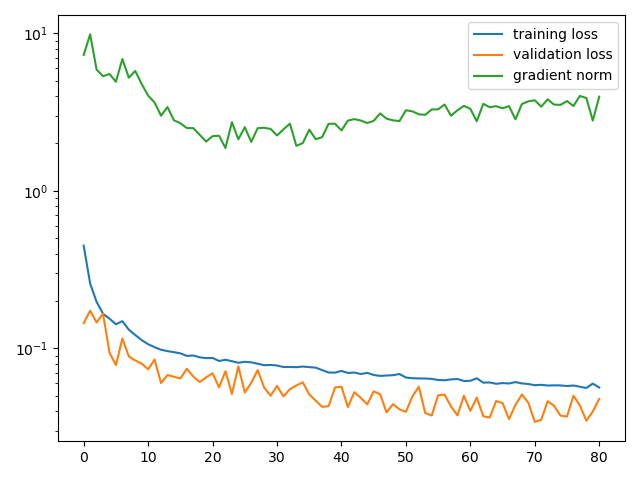 training loss
validation loss
gradient norm
10¹
10⁰
10⁻¹
0 10 20 30 40 50 60 70 80